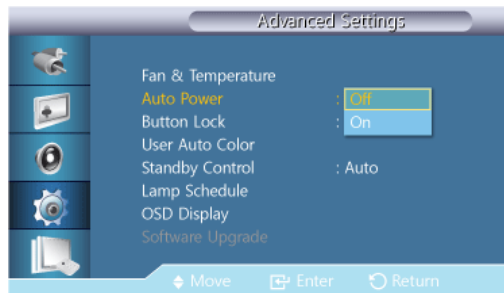 Advanced Settings
Fan & Temperature
Auto Power : Off
Button Lock : On
User Auto Color
Standby Control : Auto
Lamp Schedule
OSD Display
Software Upgrade
Move Enter Return